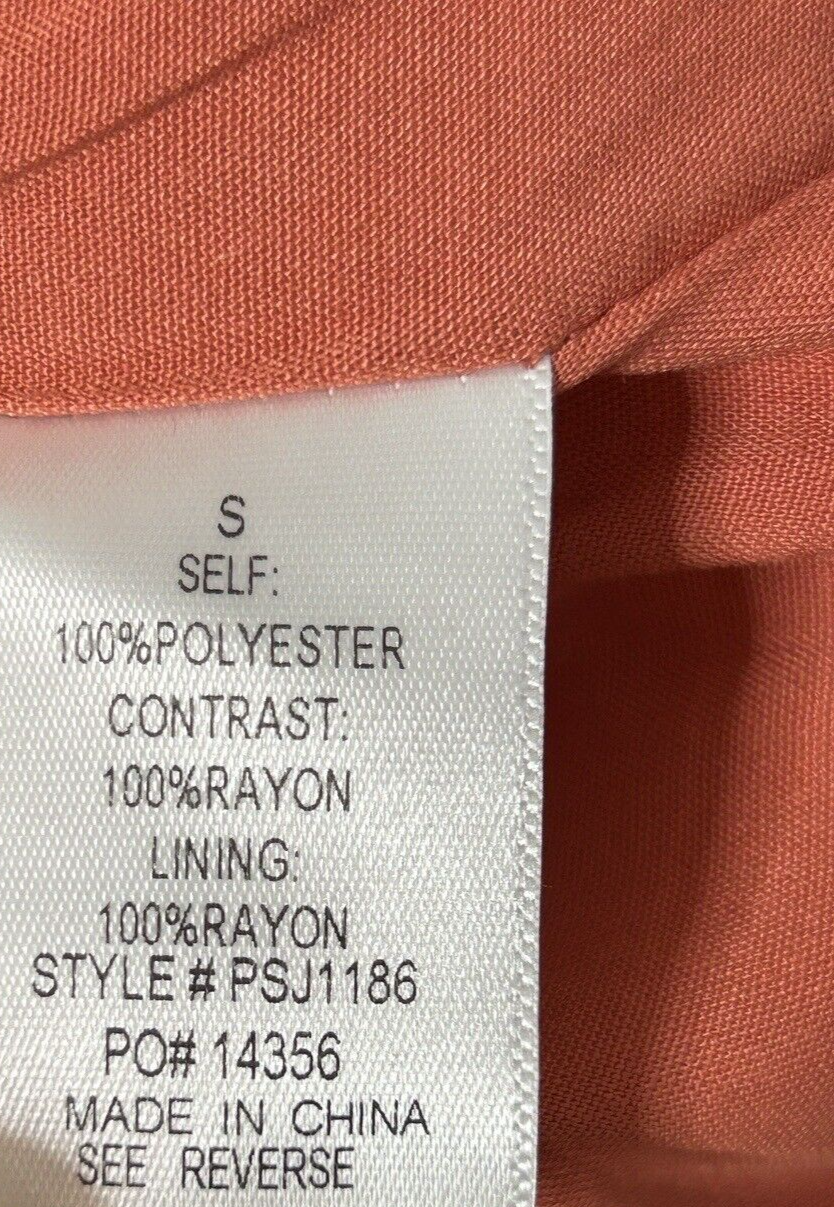 S
SELF:
100%POLYESTER
CONTRAST:
100%RAYON
LINING:
100%RAYON
STYLE # PSJ1186
PO# 14356
MADE IN CHINA
SEE REVERSE